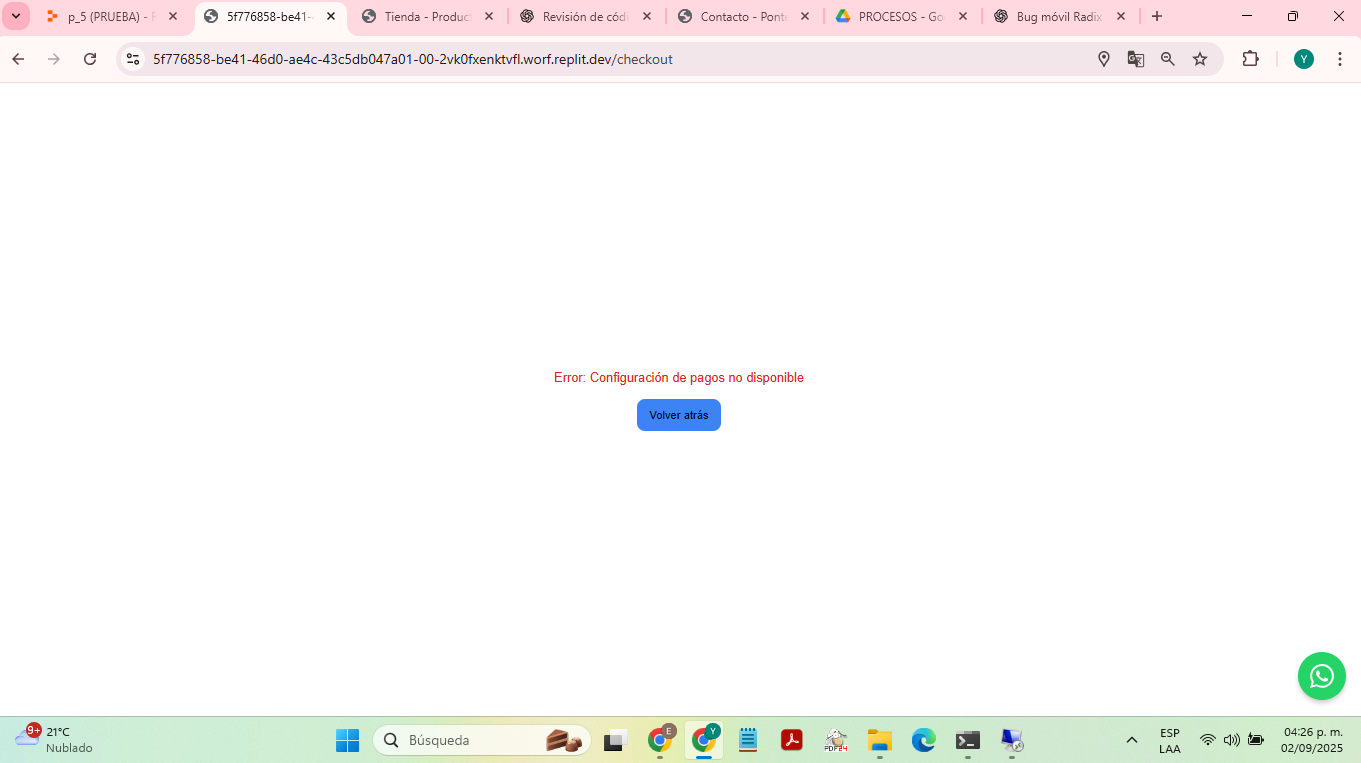 p_5 (PRUEBA) - R
5f776858-be41-
Tienda - Product
Revisión de códi
Contacto - Pont
PROCESOS - Go
Bug móvil Radix
5f776858-be41-46d0-ae4c-43c5db047a01-00-2vk0fxenktvfl.worf.replit.dev/checkout
Y
Error: Configuración de pagos no disponible
Volver atrás
9+
21°C
Nublado
Búsqueda
E
Y
PDF24
ESP
LAA
04:26 p. m.
02/09/2025